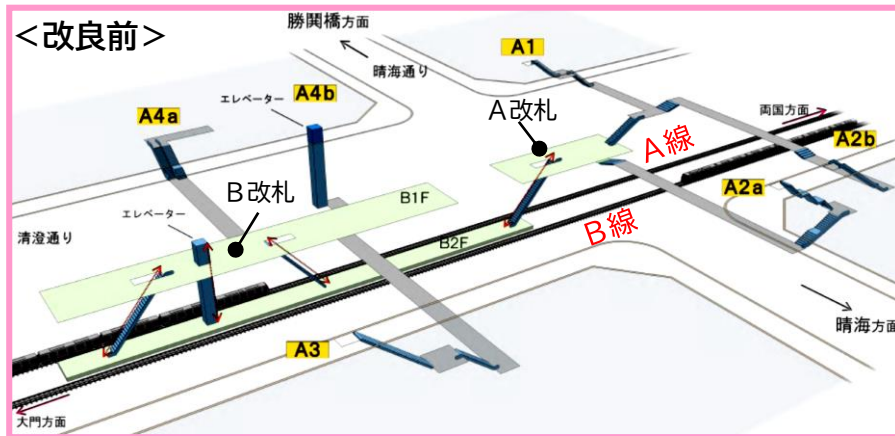 <改良前>
勝鬨橋方面
晴海通り
A1
エレベーター
A4b
A4a
A改札
両国方面
A線
A2b
A2a
B改札
B1F
エレベーター
清澄通り
B2F
B線
晴海方面
A3
大門方面